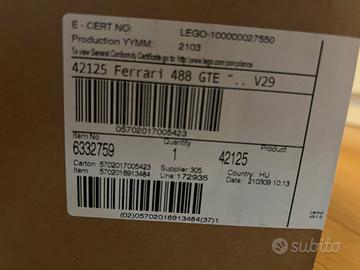 E - CERT NG: LEGO-100000027550
Production YYMM: 2103
To view General Conformity Certificate go to: http://www.lego.com/compliance
42125 Ferrari 488 GTE ".. V29
05702017005423
Item No Quantity Product
6332759 1 42125
Carton 5702017005423 Supplier:305 Country: HU
Item 5702016913484 Line:172935 Date: 210309 10:13
(02)05702016913484(37)1
Layout
subito